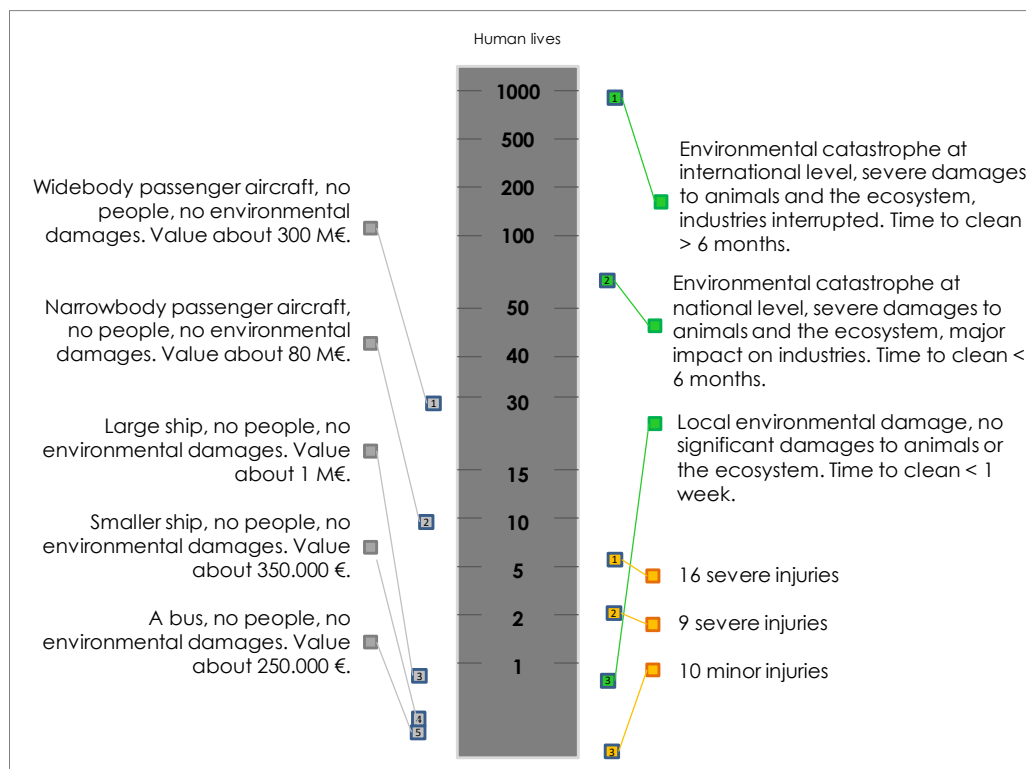 Human lives
1000
500
200
100
50
40
30
15
10
5
2
1
Widebody passenger aircraft, no
people, no environmental
damages. Value about 300 M€.
Narrowbody passenger aircraft,
no people, no environmental
damages. Value about 80 M€.
Large ship, no people, no
environmental damages. Value
about 1 M€.
Smaller ship, no people, no
environmental damages. Value
about 350.000 €.
A bus, no people, no
environmental damages. Value
about 250.000 €.
1
2
3
4
5
1
2
3
Environmental catastrophe at
international level, severe damages
to animals and the ecosystem,
industries interrupted. Time to clean
> 6 months.
Environmental catastrophe at
national level, severe damages to
animals and the ecosystem, major
impact on industries. Time to clean <
6 months.
Local environmental damage, no
significant damages to animals or
the ecosystem. Time to clean < 1
week.
1
2
3
16 severe injuries
9 severe injuries
10 minor injuries